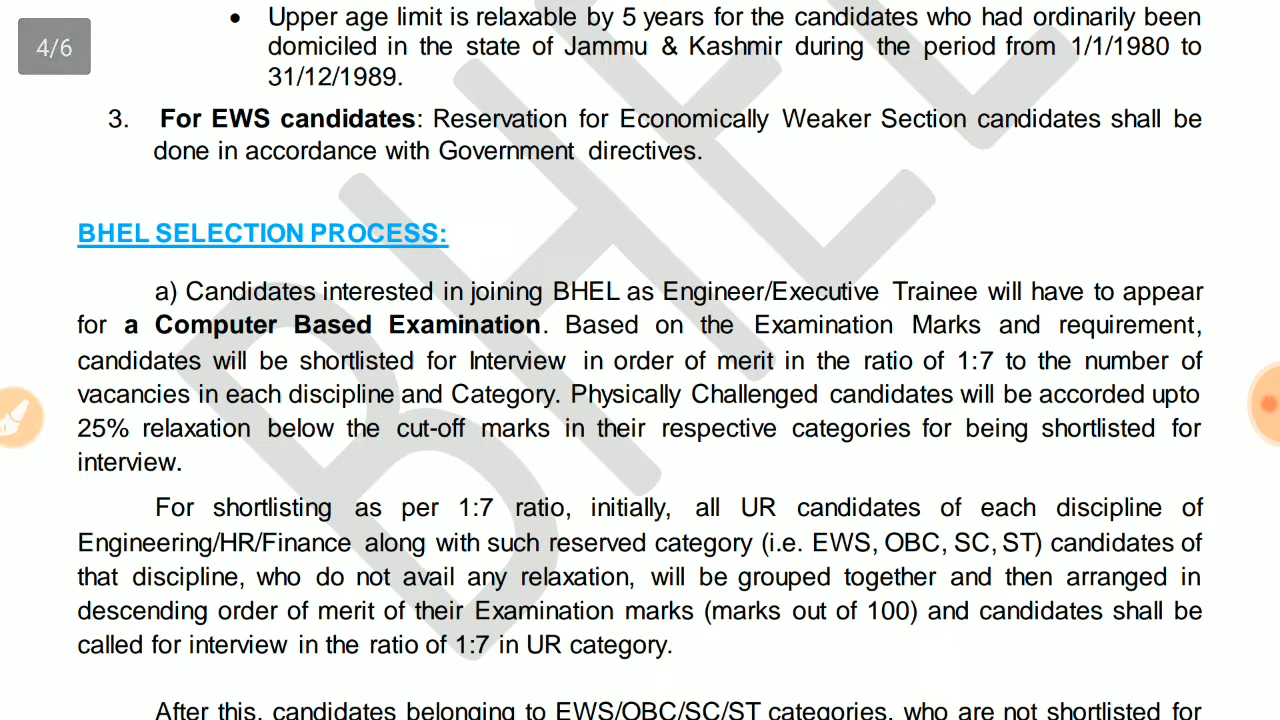 4/6
• Upper age limit is relaxable by 5 years for the candidates who had ordinarily been
domiciled in the state of Jammu & Kashmir during the period from 1/1/1980 to
31/12/1989.
3. For EWS candidates: Reservation for Economically Weaker Section candidates shall be
done in accordance with Government directives.
BHEL SELECTION PROCESS:
a) Candidates interested in joining BHEL as Engineer/Executive Trainee will have to appear
for a Computer Based Examination. Based on the Examination Marks and requirement,
candidates will be shortlisted for Interview in order of merit in the ratio of 1:7 to the number of
vacancies in each discipline and Category. Physically Challenged candidates will be accorded upto
25% relaxation below the cut-off marks in their respective categories for being shortlisted for
interview.
For shortlisting as per 1:7 ratio, initially, all UR candidates of each discipline of
Engineering/HR/Finance along with such reserved category (i.e. EWS, OBC, SC, ST) candidates of
that discipline, who do not avail any relaxation, will be grouped together and then arranged in
descending order of merit of their Examination marks (marks out of 100) and candidates shall be
called for interview in the ratio of 1:7 in UR category.
After this, candidates belonging to EWS/OBC/SC/ST categories, who are not shortlisted for
BHEL